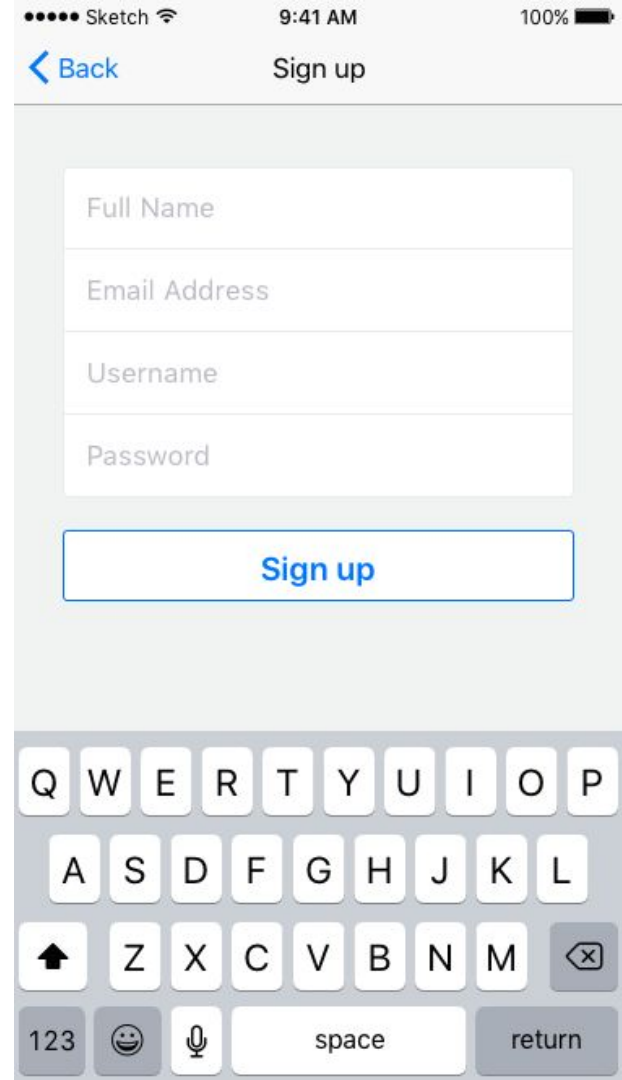 Sketch 9:41 AM 100%
Back Sign up
Full Name
Email Address
Username
Password
Sign up
Q W E R T Y U I O P
A S D F G H J K L
Z X C V B N M
123 space return